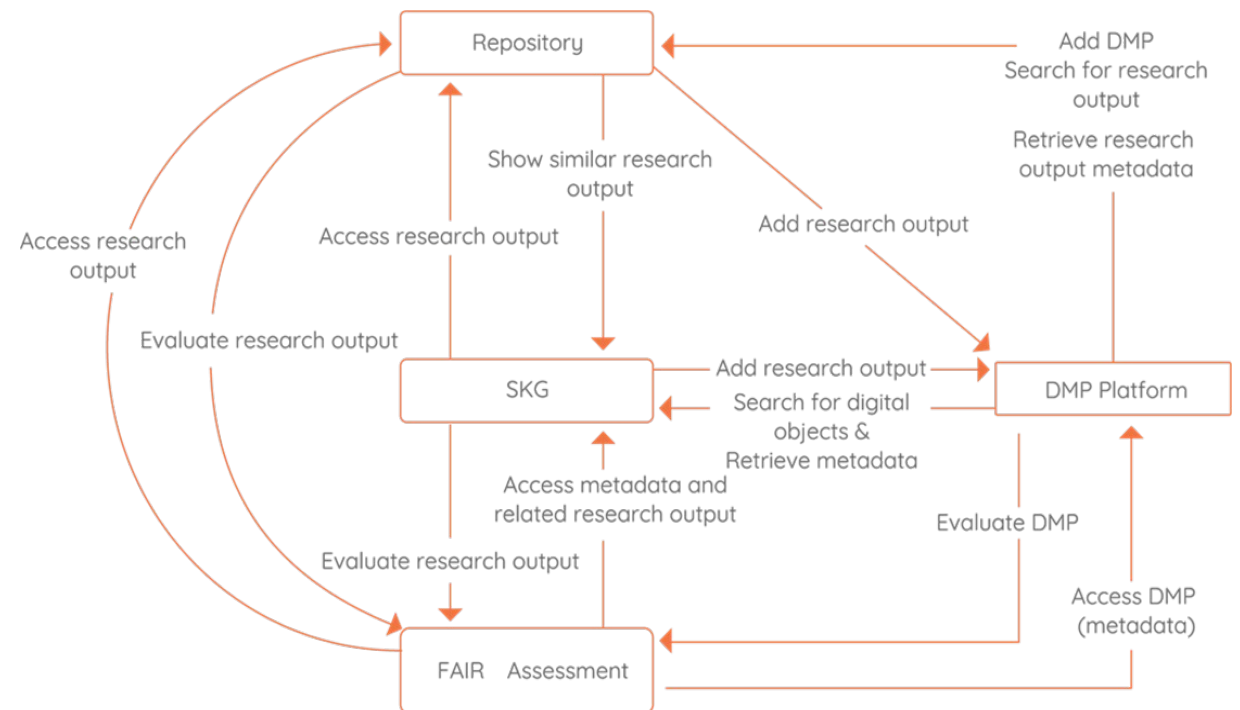 Repository
Add DMP
Search for research
output
Retrieve research
output metadata
Show similar research
output
Add research output
Access research output
Access research
output
Evaluate research output
SKG
Add research output
Search for digital
objects &
Retrieve metadata
DMP Platform
Access metadata and
related research output
Evaluate DMP
Evaluate research output
Access DMP
(metadata)
FAIR Assessment